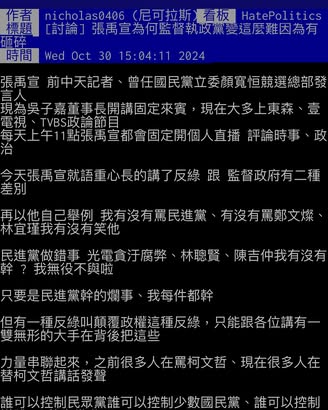 作者 nicholas0406 (尼可拉斯) 看板 HatePolitics
標題 [討論] 張禹宣為何監督執政黨變這麼難因為有
砸碎
時間 Wed Oct 30 15:04:11 2024
張禹宣 前中天記者、曾任國民黨立委顏寬恒競選總部發
言人
現為吳子嘉董事長開講固定來賓，現在大多上東森、壹
電視、TVBS政論節目
每天上午11點張禹宣都會固定開個人直播 評論時事、政
治
今天張禹宣就語重心長的講了反綠 跟 監督政府有二種
差別
再以他自己舉例 我有沒有罵民進黨、有沒有罵鄭文燦、
林宜瑾我有沒有笑他
民進黨做錯事 光電貪汙腐弊、林聰賢、陳吉仲我有沒有
幹 ? 我無役不與啦
只要是民進黨幹的爛事、我每件都幹
但有一種反綠叫顛覆政權這種反綠，只能跟各位講有一
雙無形的大手在背後把這些
力量串聯起來，之前很多人在罵柯文哲、現在很多人在
替柯文哲講話發聲
誰可以控制民眾黨誰可以控制少數國民黨、誰可以控制